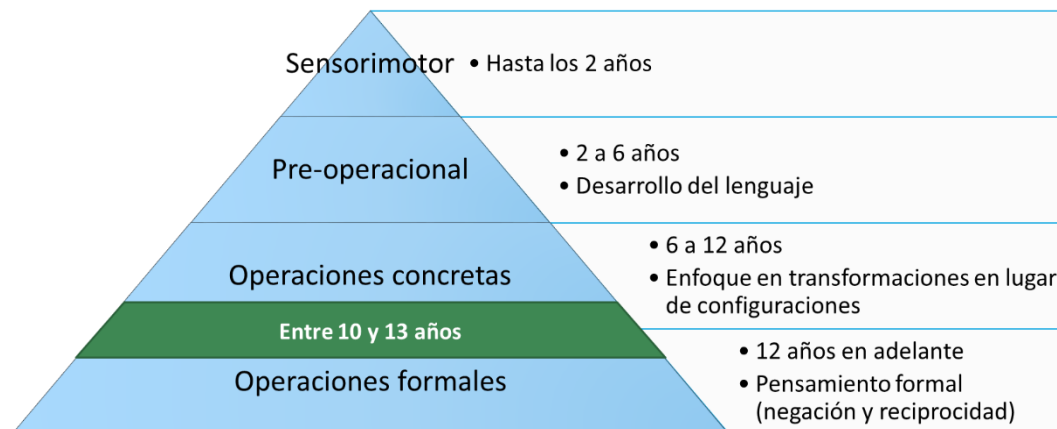 Sensorimotor
• Hasta los 2 años
Pre-operacional
• 2 a 6 años
• Desarrollo del lenguaje
Operaciones concretas
• 6 a 12 años
• Enfoque en transformaciones en lugar
de configuraciones
Entre 10 y 13 años
Operaciones formales
• 12 años en adelante
• Pensamiento formal
(negación y reciprocidad)